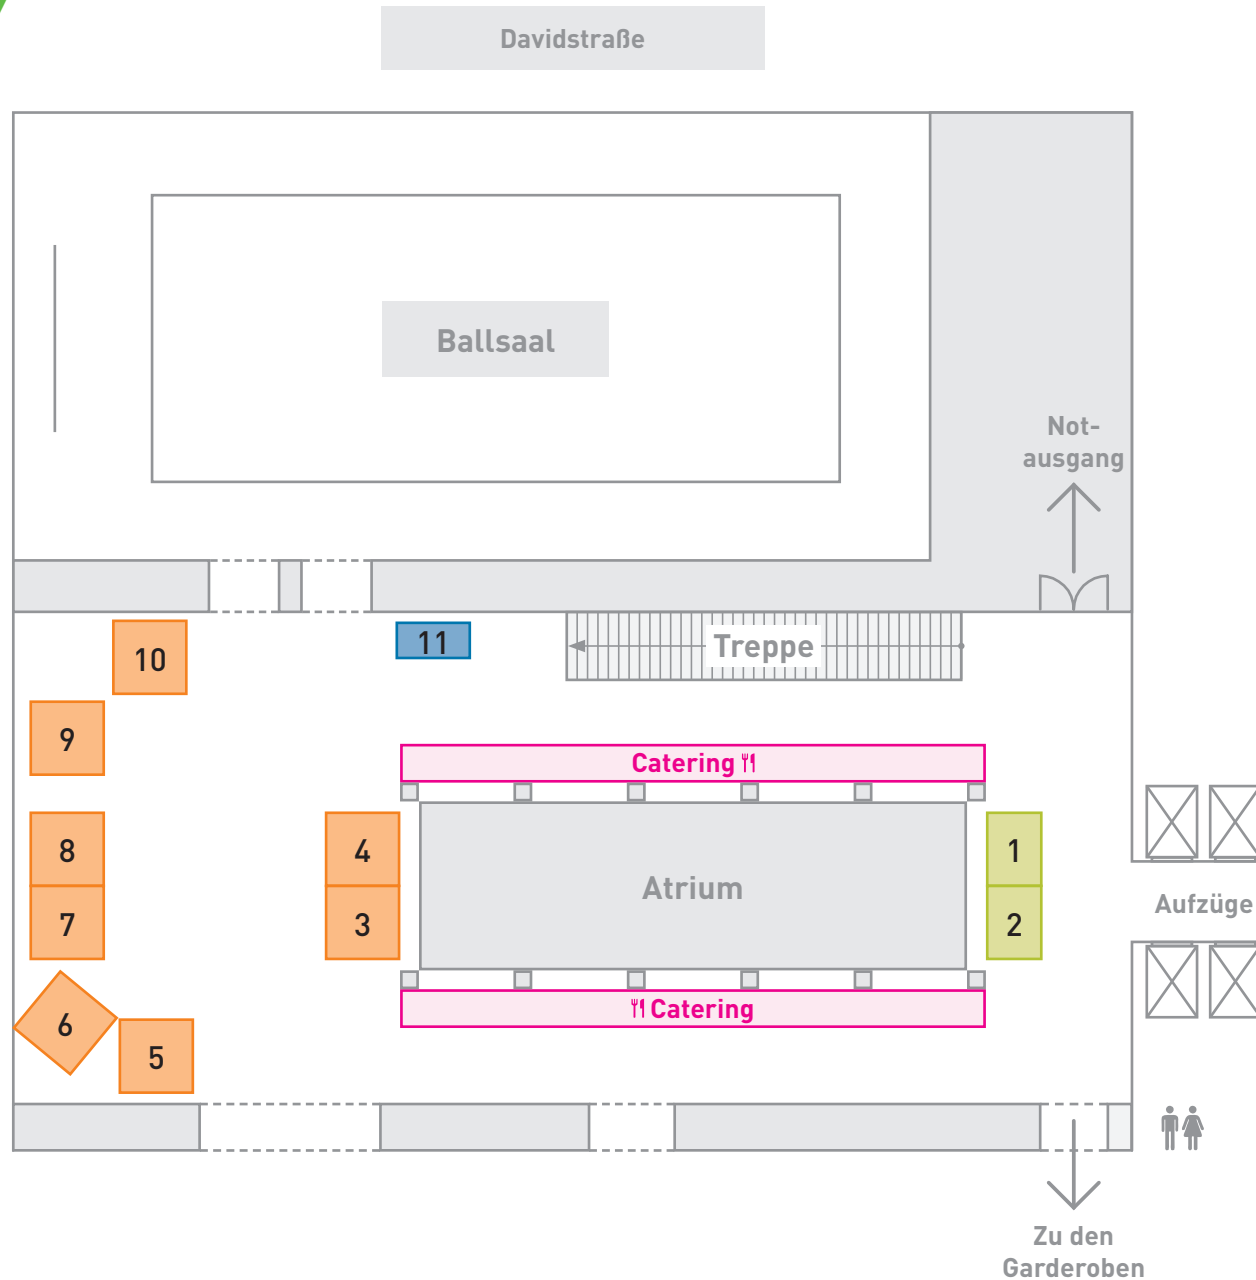 Davidstraße
Ballsaal
Not-
ausgang
10
11
Treppe
9
Catering
8
4
Atrium
1
7
3
2
Aufzüge
6
Catering
5
Zu den
Garderoben